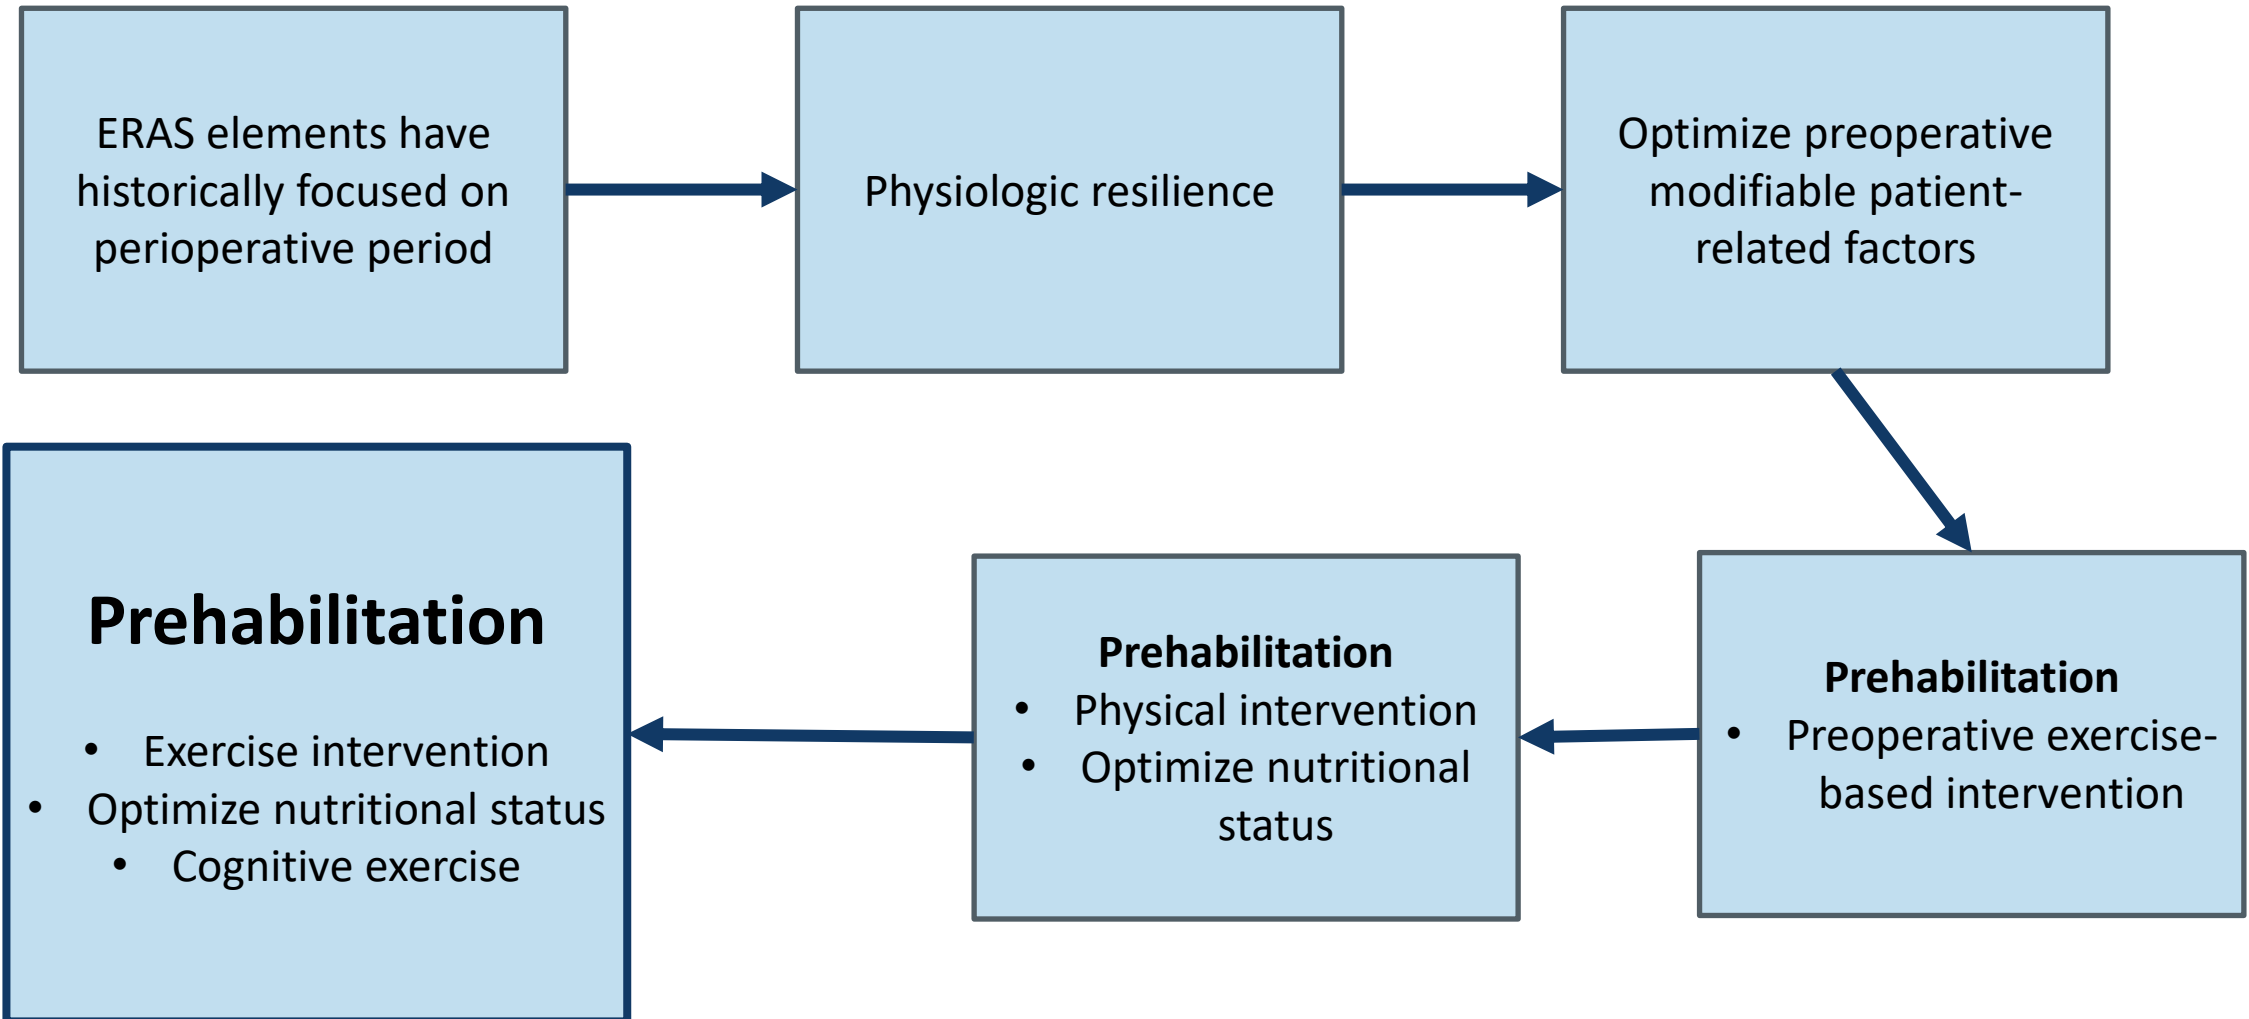 ERAS elements have
historically focused on
perioperative period
Physiologic resilience
Optimize preoperative
modifiable patient-
related factors
Prehabilitation
• Preoperative exercise-
based intervention
Prehabilitation
• Physical intervention
• Optimize nutritional
status
Prehabilitation
• Exercise intervention
• Optimize nutritional status
• Cognitive exercise